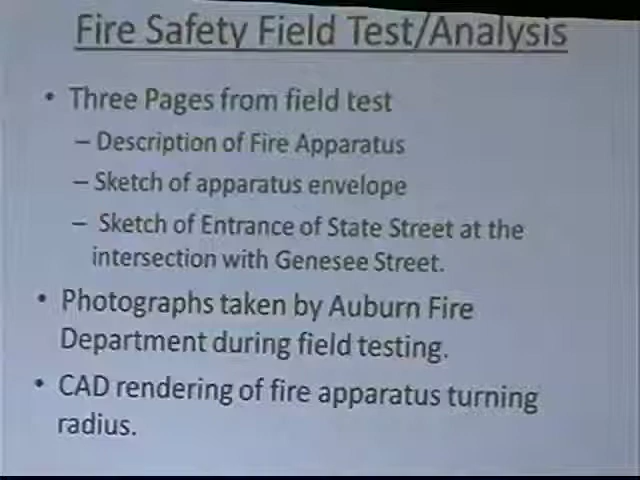 Fire Safety Field Test/Analysis
• Three Pages from field test
– Description of Fire Apparatus
– Sketch of apparatus envelope
– Sketch of Entrance of State Street at the
intersection with Genesee Street.
• Photographs taken by Auburn Fire
Department during field testing.
• CAD rendering of fire apparatus turning
radius.